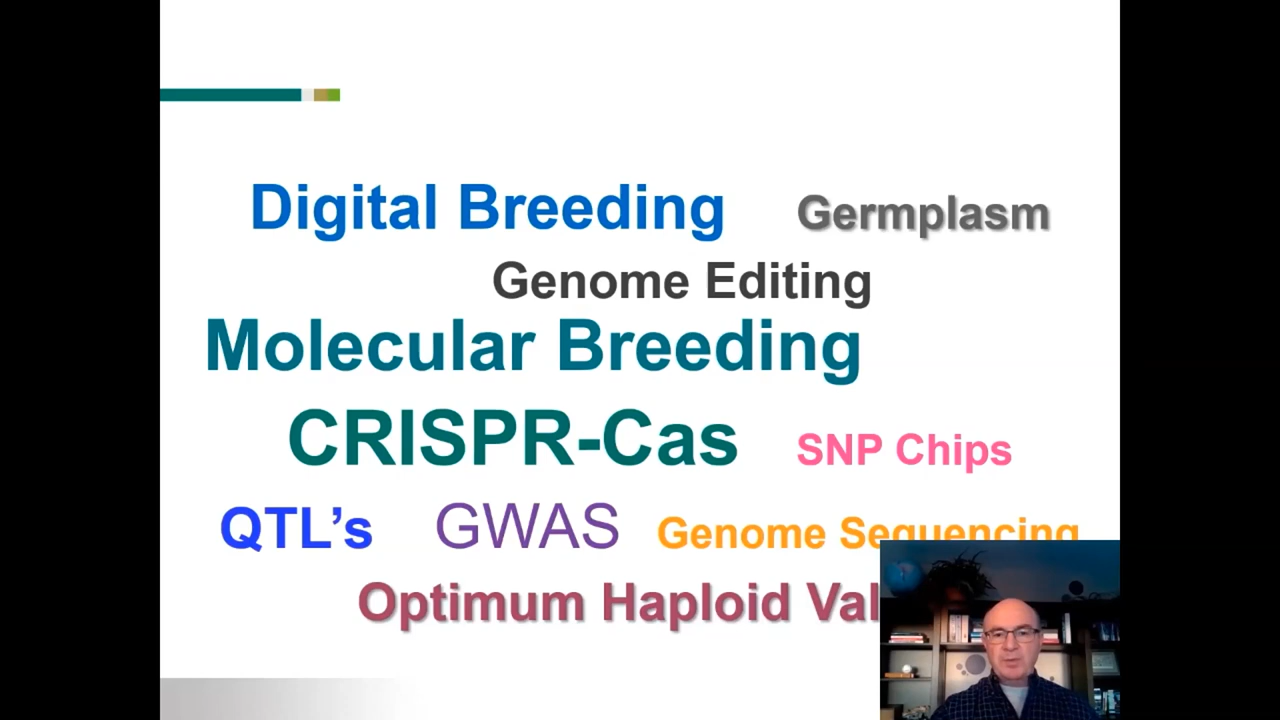 Digital Breeding Germplasm
Genome Editing
Molecular Breeding
CRISPR-Cas SNP Chips
QTL’s GWAS Genome Sequencing
Optimum Haploid